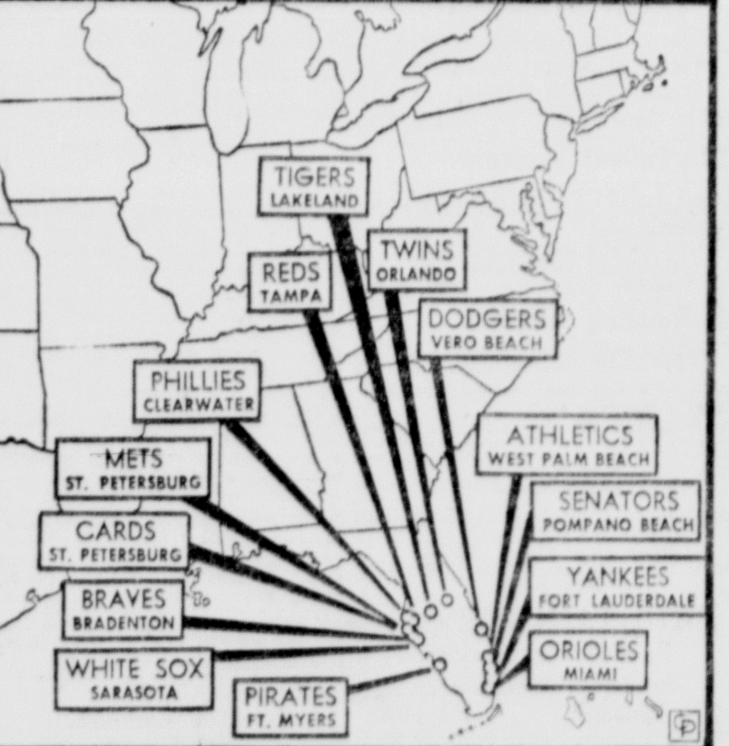 TIGERS
LAKELAND
TWINS
ORLANDO
REDS
TAMPA
DODGERS
VERO BEACH
PHILLIES
CLEARWATER
ATHLETICS
WEST PALM BEACH
METS
ST. PETERSBURG
SENATORS
POMPANO BEACH
CARDS
ST. PETERSBURG
YANKEES
FORT LAUDERDALE
BRAVES
BRADENTON
ORIOLES
MIAMI
WHITE SOX
SARASOTA
PIRATES
FT. MYERS
CP